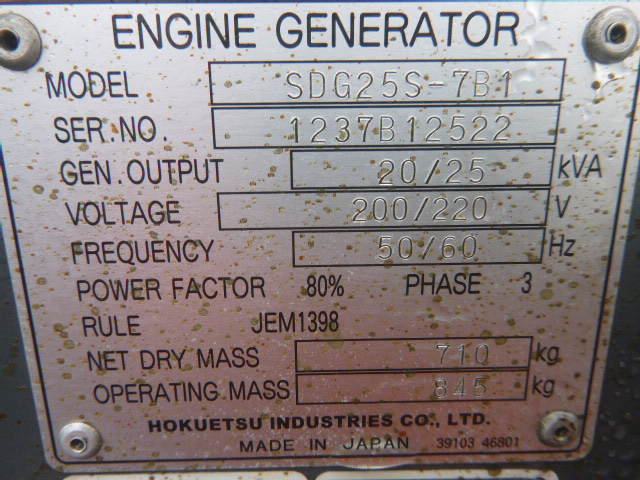 ENGINE GENERATOR
MODEL SDG25S-7B1
SER.NO. 1237B12522
GEN.OUTPUT 20/25 kVA
VOLTAGE 200/220 V
FREQUENCY 50/60 Hz
POWER FACTOR 80% PHASE 3
RULE JEM1398
NET DRY MASS 710 kg
OPERATING MASS 845 kg
HOKUETSU INDUSTRIES CO., LTD.
MADE IN JAPAN 39103 46801